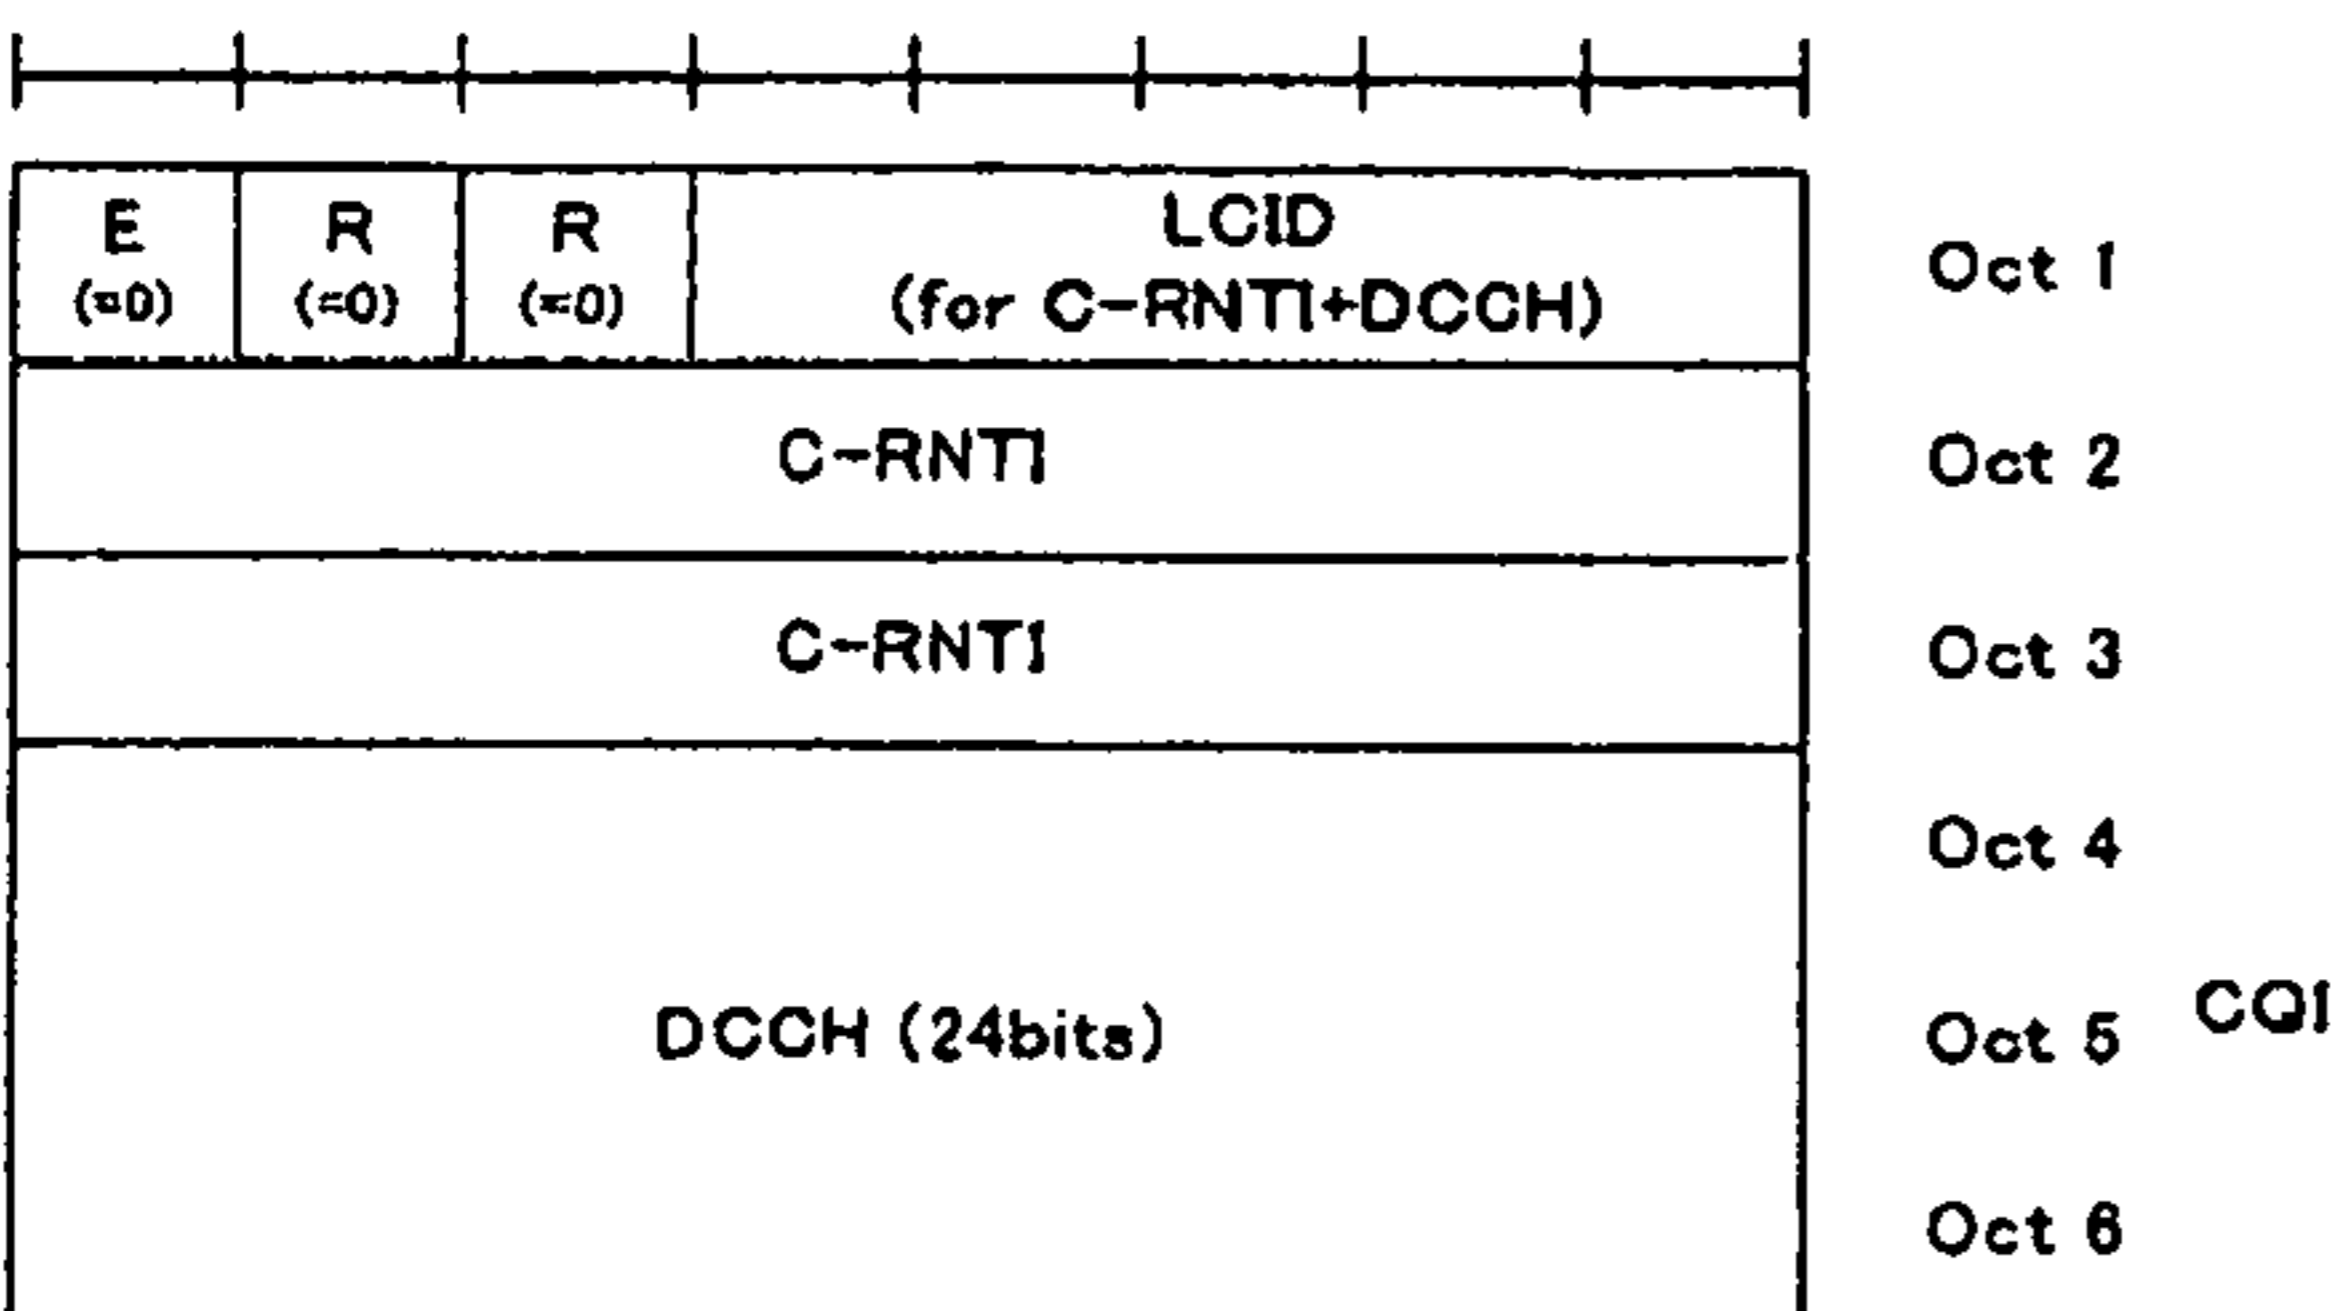 E R R LCID
(=0) (=0) (=0) (for C-RNTI+DCCH) Oct 1
C-RNTI Oct 2
C-RNTI Oct 3
Oct 4
DCCH (24bits) Oct 5 CQI
Oct 6